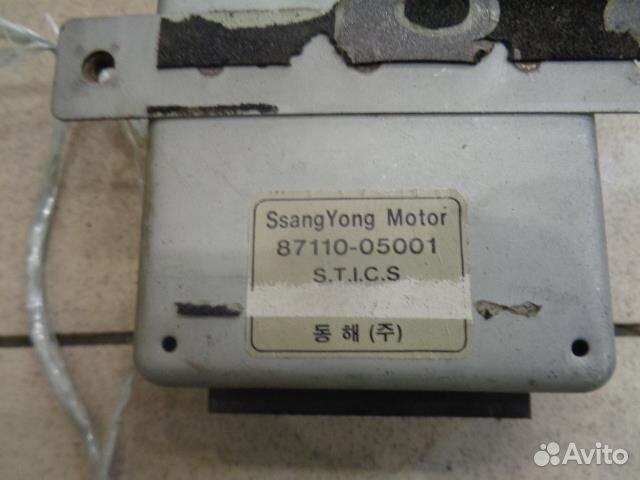 SsangYong Motor
87110-05001
S.T.I.C.S
동해 (주)
Avito